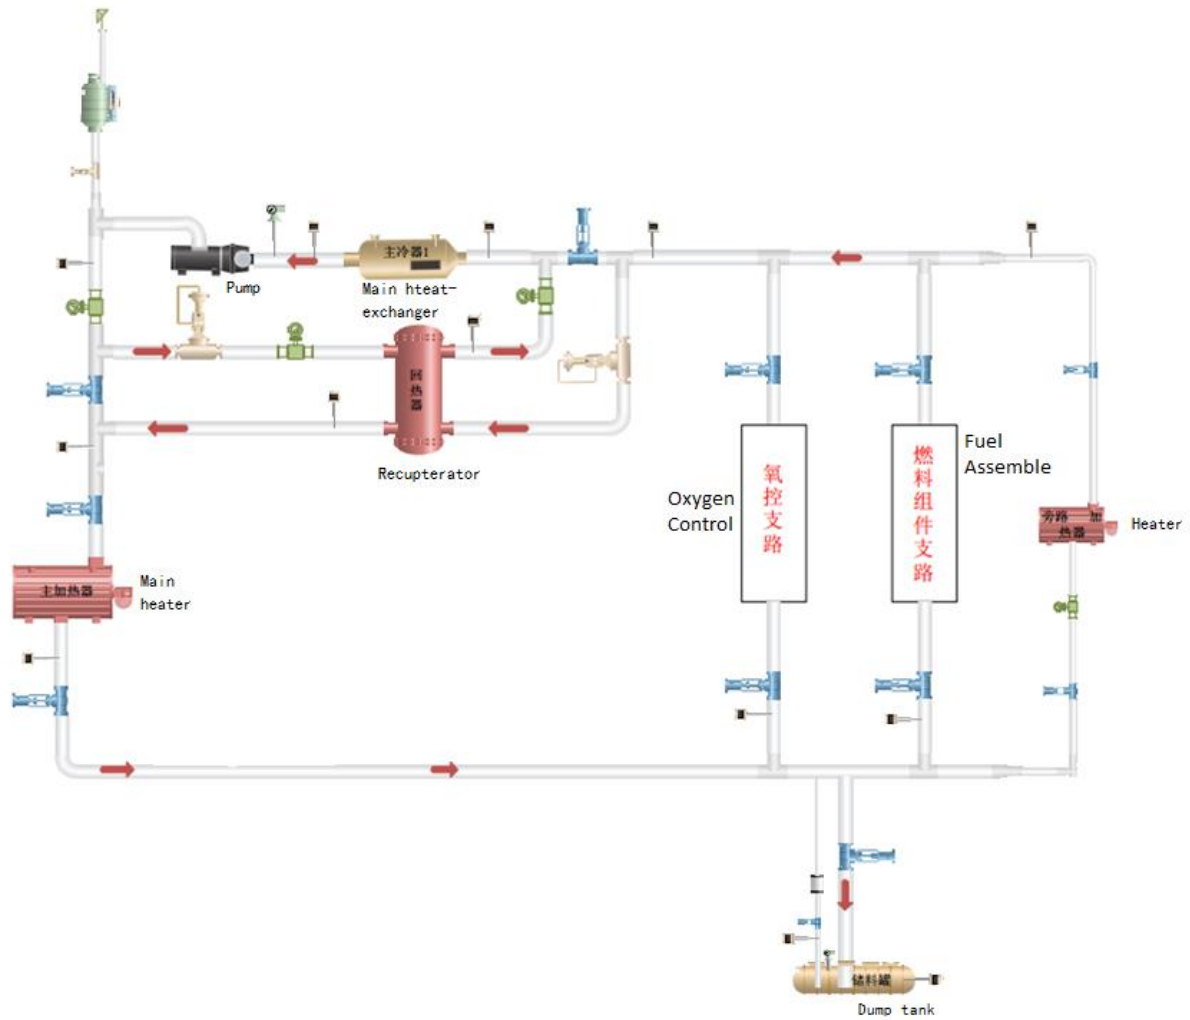 主冷器1
Pump
Main hteat-
exchanger
回热器
Recupterator
Oxygen
Control
氧控支路
燃料组件支路
Fuel
Assemble
旁路 加
热器
Heater
主加热器
Main
heater
储料罐
Dump tank